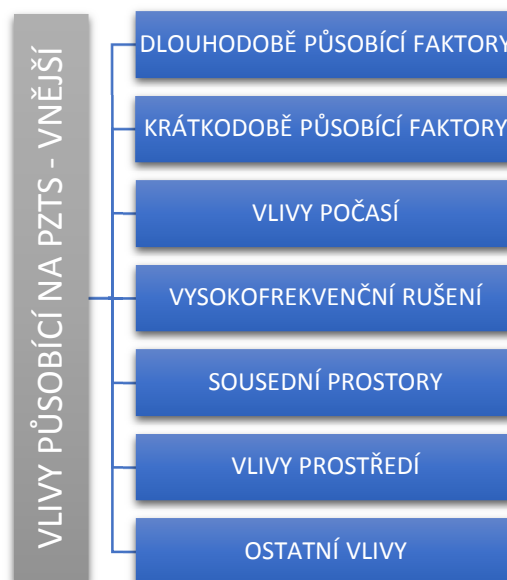 VLIVY PŮSOBÍCÍ NA PZTS - VNĚJŠÍ
DLOUHODOBĚ PŮSOBÍCÍ FAKTORY
KRÁTKODOBĚ PŮSOBÍCÍ FAKTORY
VLIVY POČASÍ
VYSOKOFREKVENČNÍ RUŠENÍ
SOUSEDNÍ PROSTORY
VLIVY PROSTŘEDÍ
OSTATNÍ VLIVY